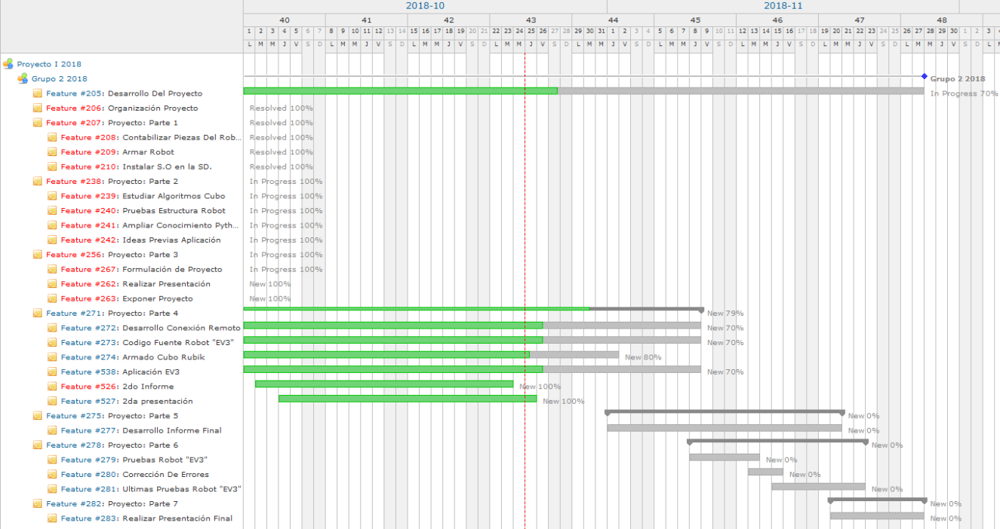 2018-10 2018-11
40 41 42 43 44 45 46 47 48
1 2 3 4 5 6 7 8 9 10 11 12 13 14 15 16 17 18 19 20 21 22 23 24 25 26 27 28 29 30 31 1 2 3 4 5 6 7 8 9 10 11 12 13 14 15 16 17 18 19 20 21 22 23 24 25 26 27 28 29 30 1 2 3
L M M J V S D L M M J V S D L M M J V S D L M M J V S D L M M J V S D L M M J V S D L M M J V S D L M M J V S D L M M J V S D L
Proyecto I 2018
Grupo 2 2018 Grupo 2 2018
Feature #205: Desarrollo Del Proyecto In Progress 70%
Feature #206: Organización Proyecto Resolved 100%
Feature #207: Proyecto: Parte 1 Resolved 100%
Feature #208: Contabilizar Piezas Del Rob... Resolved 100%
Feature #209: Armar Robot Resolved 100%
Feature #210: Instalar S.O en la SD. Resolved 100%
Feature #238: Proyecto: Parte 2 In Progress 100%
Feature #239: Estudiar Algoritmos Cubo In Progress 100%
Feature #240: Pruebas Estructura Robot In Progress 100%
Feature #241: Ampliar Conocimiento Pyth... In Progress 100%
Feature #242: Ideas Previas Aplicación In Progress 100%
Feature #256: Proyecto: Parte 3 In Progress 100%
Feature #267: Formulación de Proyecto In Progress 100%
Feature #262: Realizar Presentación New 100%
Feature #263: Exponer Proyecto New 100%
Feature #271: Proyecto: Parte 4 New 79%
Feature #272: Desarrollo Conexión Remoto New 70%
Feature #273: Codigo Fuente Robot "EV3" New 70%
Feature #274: Armado Cubo Rubik New 80%
Feature #538: Aplicación EV3 New 70%
Feature #526: 2do Informe New 100%
Feature #527: 2da presentación New 100%
Feature #275: Proyecto: Parte 5 New 0%
Feature #277: Desarrollo Informe Final New 0%
Feature #278: Proyecto: Parte 6 New 0%
Feature #279: Pruebas Robot "EV3" New 0%
Feature #280: Corrección De Errores New 0%
Feature #281: Ultimas Pruebas Robot "EV3" New 0%
Feature #282: Proyecto: Parte 7 New 0%
Feature #283: Realizar Presentación Final New 0%